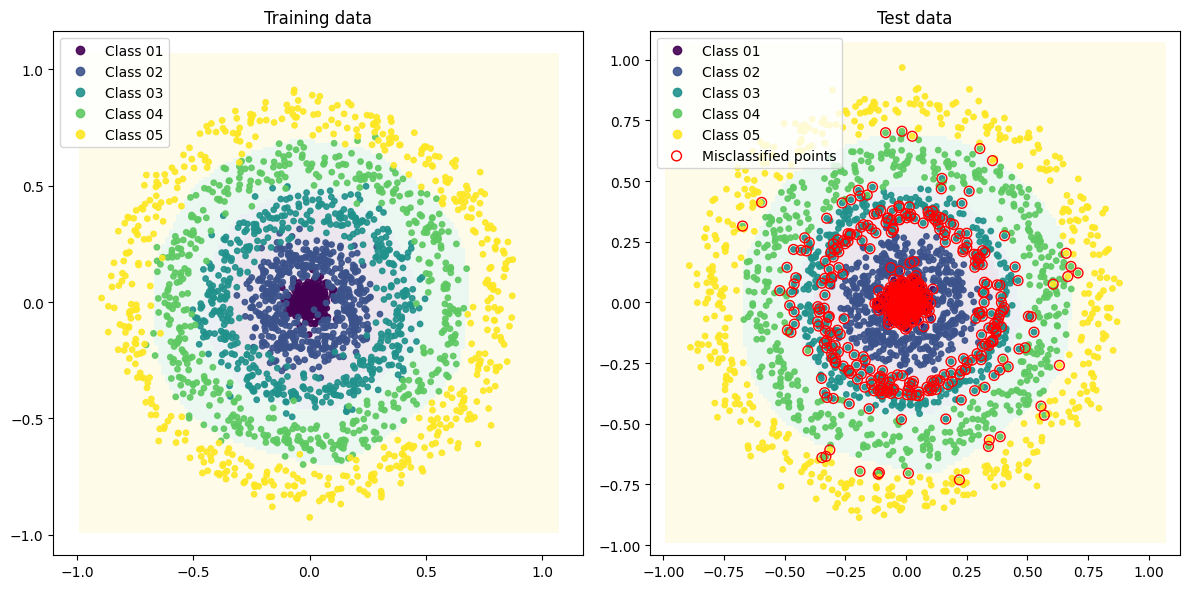 Training data
Class 01
Class 02
Class 03
Class 04
Class 05
1.0
0.5
0.0
−0.5
−1.0
−1.0
−0.5
0.0
0.5
1.0
Test data
Class 01
Class 02
Class 03
Class 04
Class 05
Misclassified points
1.00
0.75
0.50
0.25
0.00
−0.25
−0.50
−0.75
−1.00
−1.00
−0.75
−0.50
−0.25
0.00
0.25
0.50
0.75
1.00